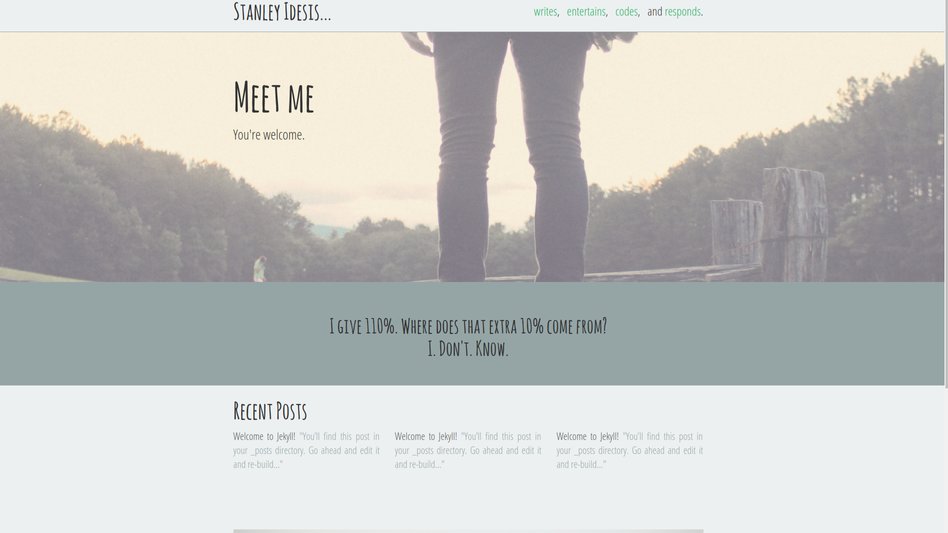 Stanley Idesis...
writes, entertains, codes, and responds.
Meet me
You're welcome.
I give 110%. Where does that extra 10% come from?
I. Don't. Know.
Recent Posts
Welcome to Jekyll! "You'll find this post in
your _posts directory. Go ahead and edit it
and re-build..."
Welcome to Jekyll! "You'll find this post in
your _posts directory. Go ahead and edit it
and re-build..."
Welcome to Jekyll! "You'll find this post in
your _posts directory. Go ahead and edit it
and re-build..."